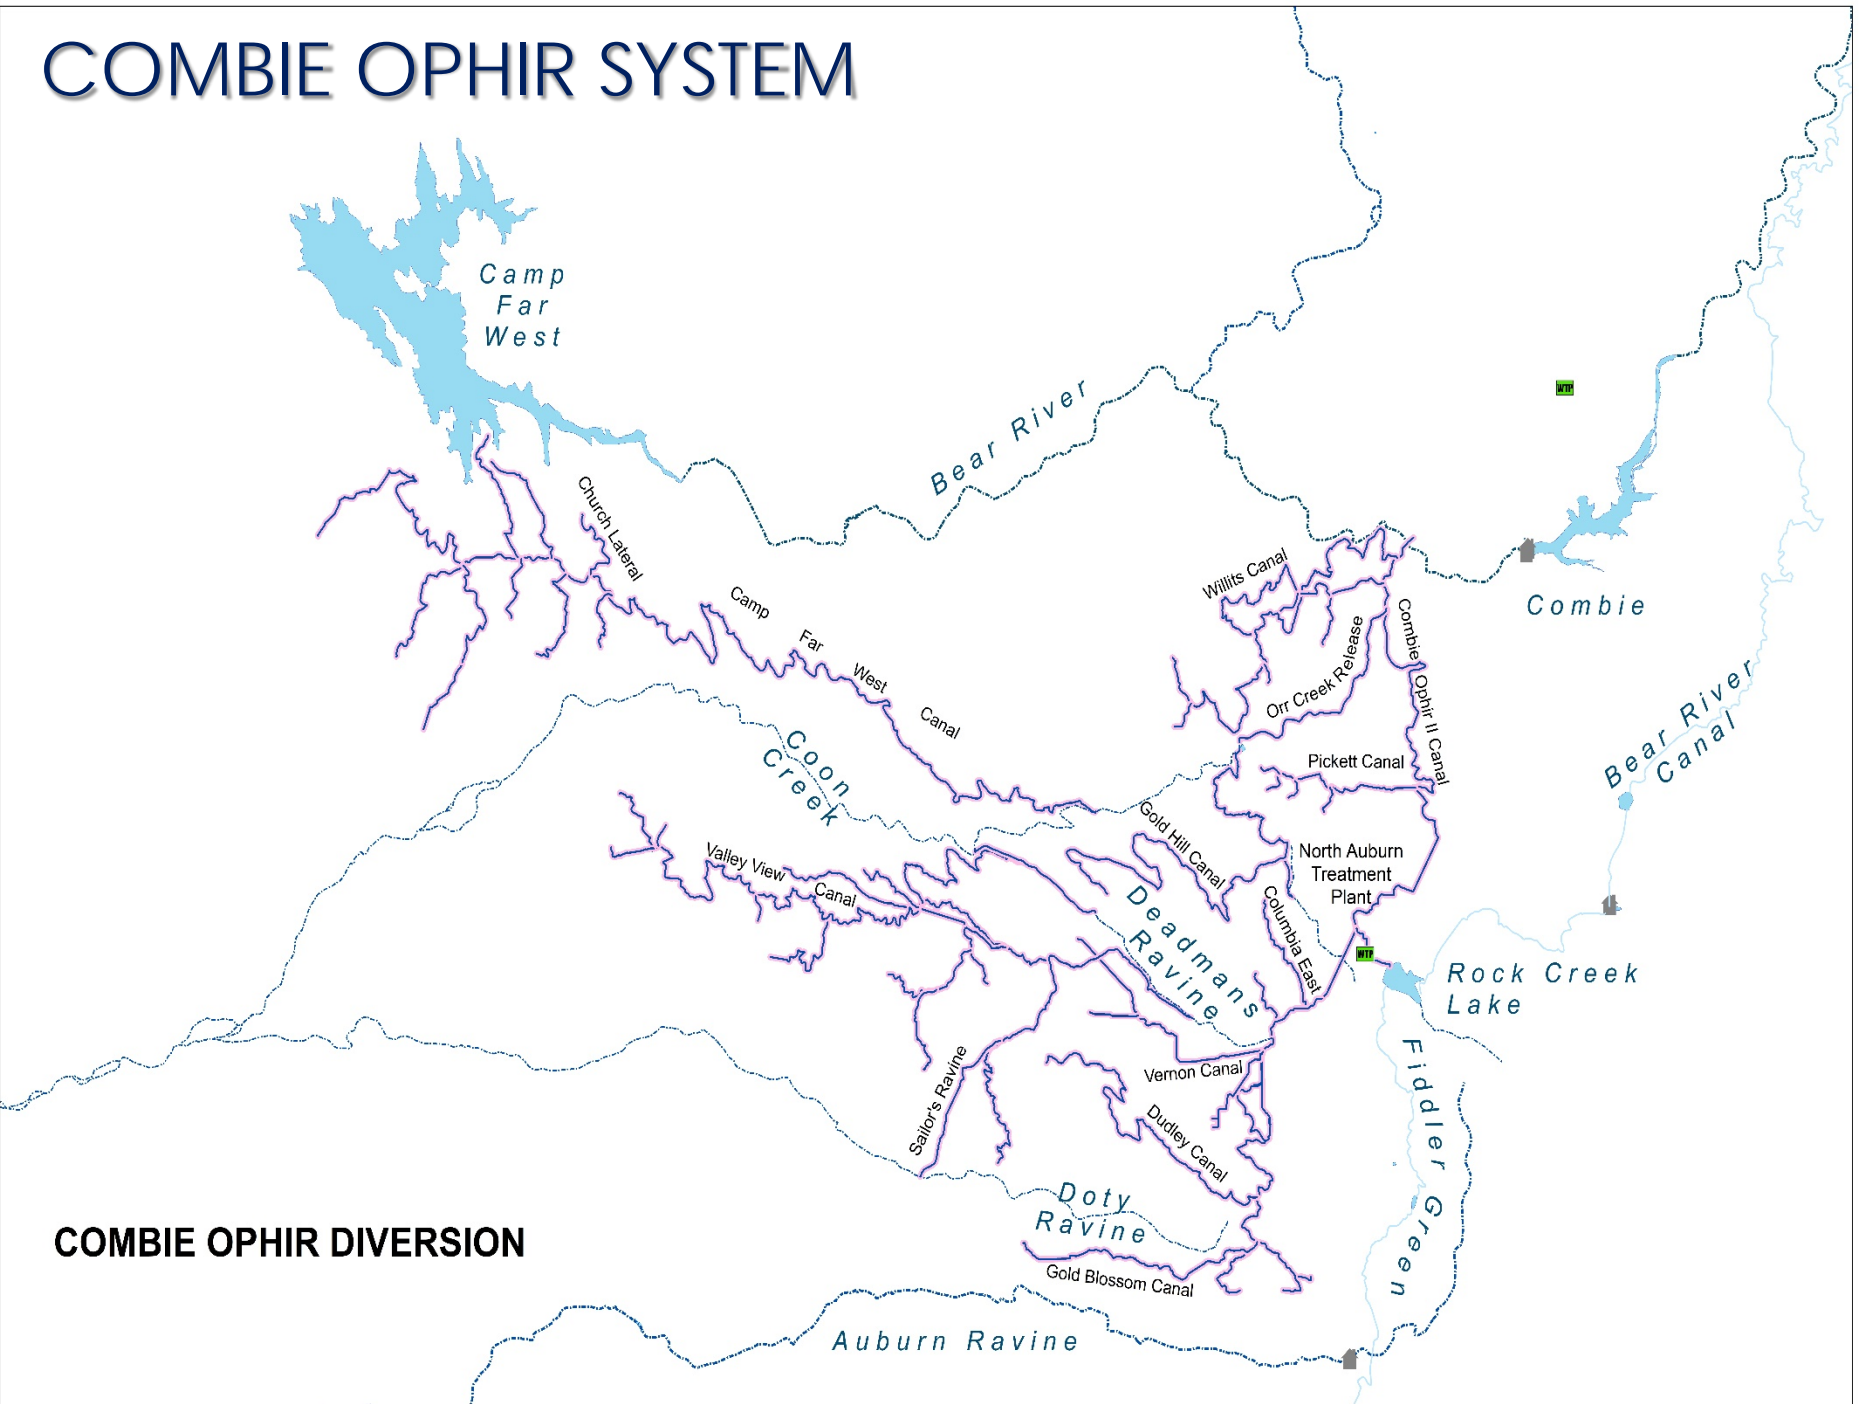 COMBIE OPHIR SYSTEM
Camp
Far
West
Bear River
WTP
Church Lateral
Willits Canal
Combie
Camp
Far
West
Canal
Combie Ophir II Canal
Orr Creek Release
Bear River
Canal
Coon
Creek
Pickett Canal
Gold Hill Canal
Valley View
Canal
North Auburn
Treatment
Plant
Deadmans
Ravine
Columbia East
WTP
Rock Creek
Lake
Sailor's Ravine
Vernon Canal
Fiddler Green
Dudley Canal
Doty
Ravine
COMBIE OPHIR DIVERSION
Gold Blossom Canal
Auburn Ravine